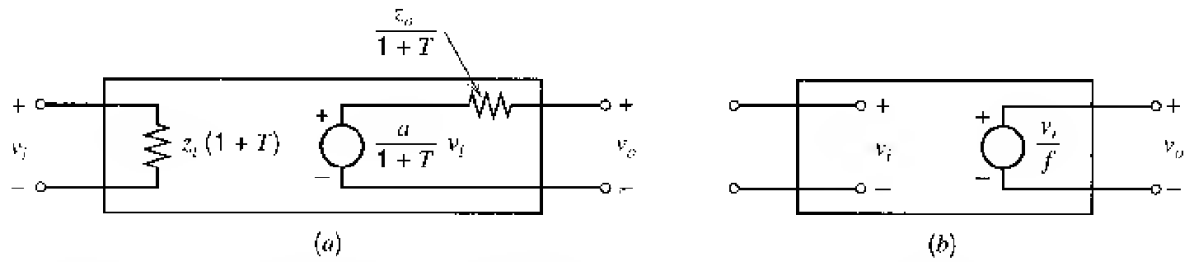 z_o
1 + T
+ + + + + +
v_i z_i (1 + T) a v_i v_o v_i v_i v_o
1 + T f
− − − − − −
(a) (b)